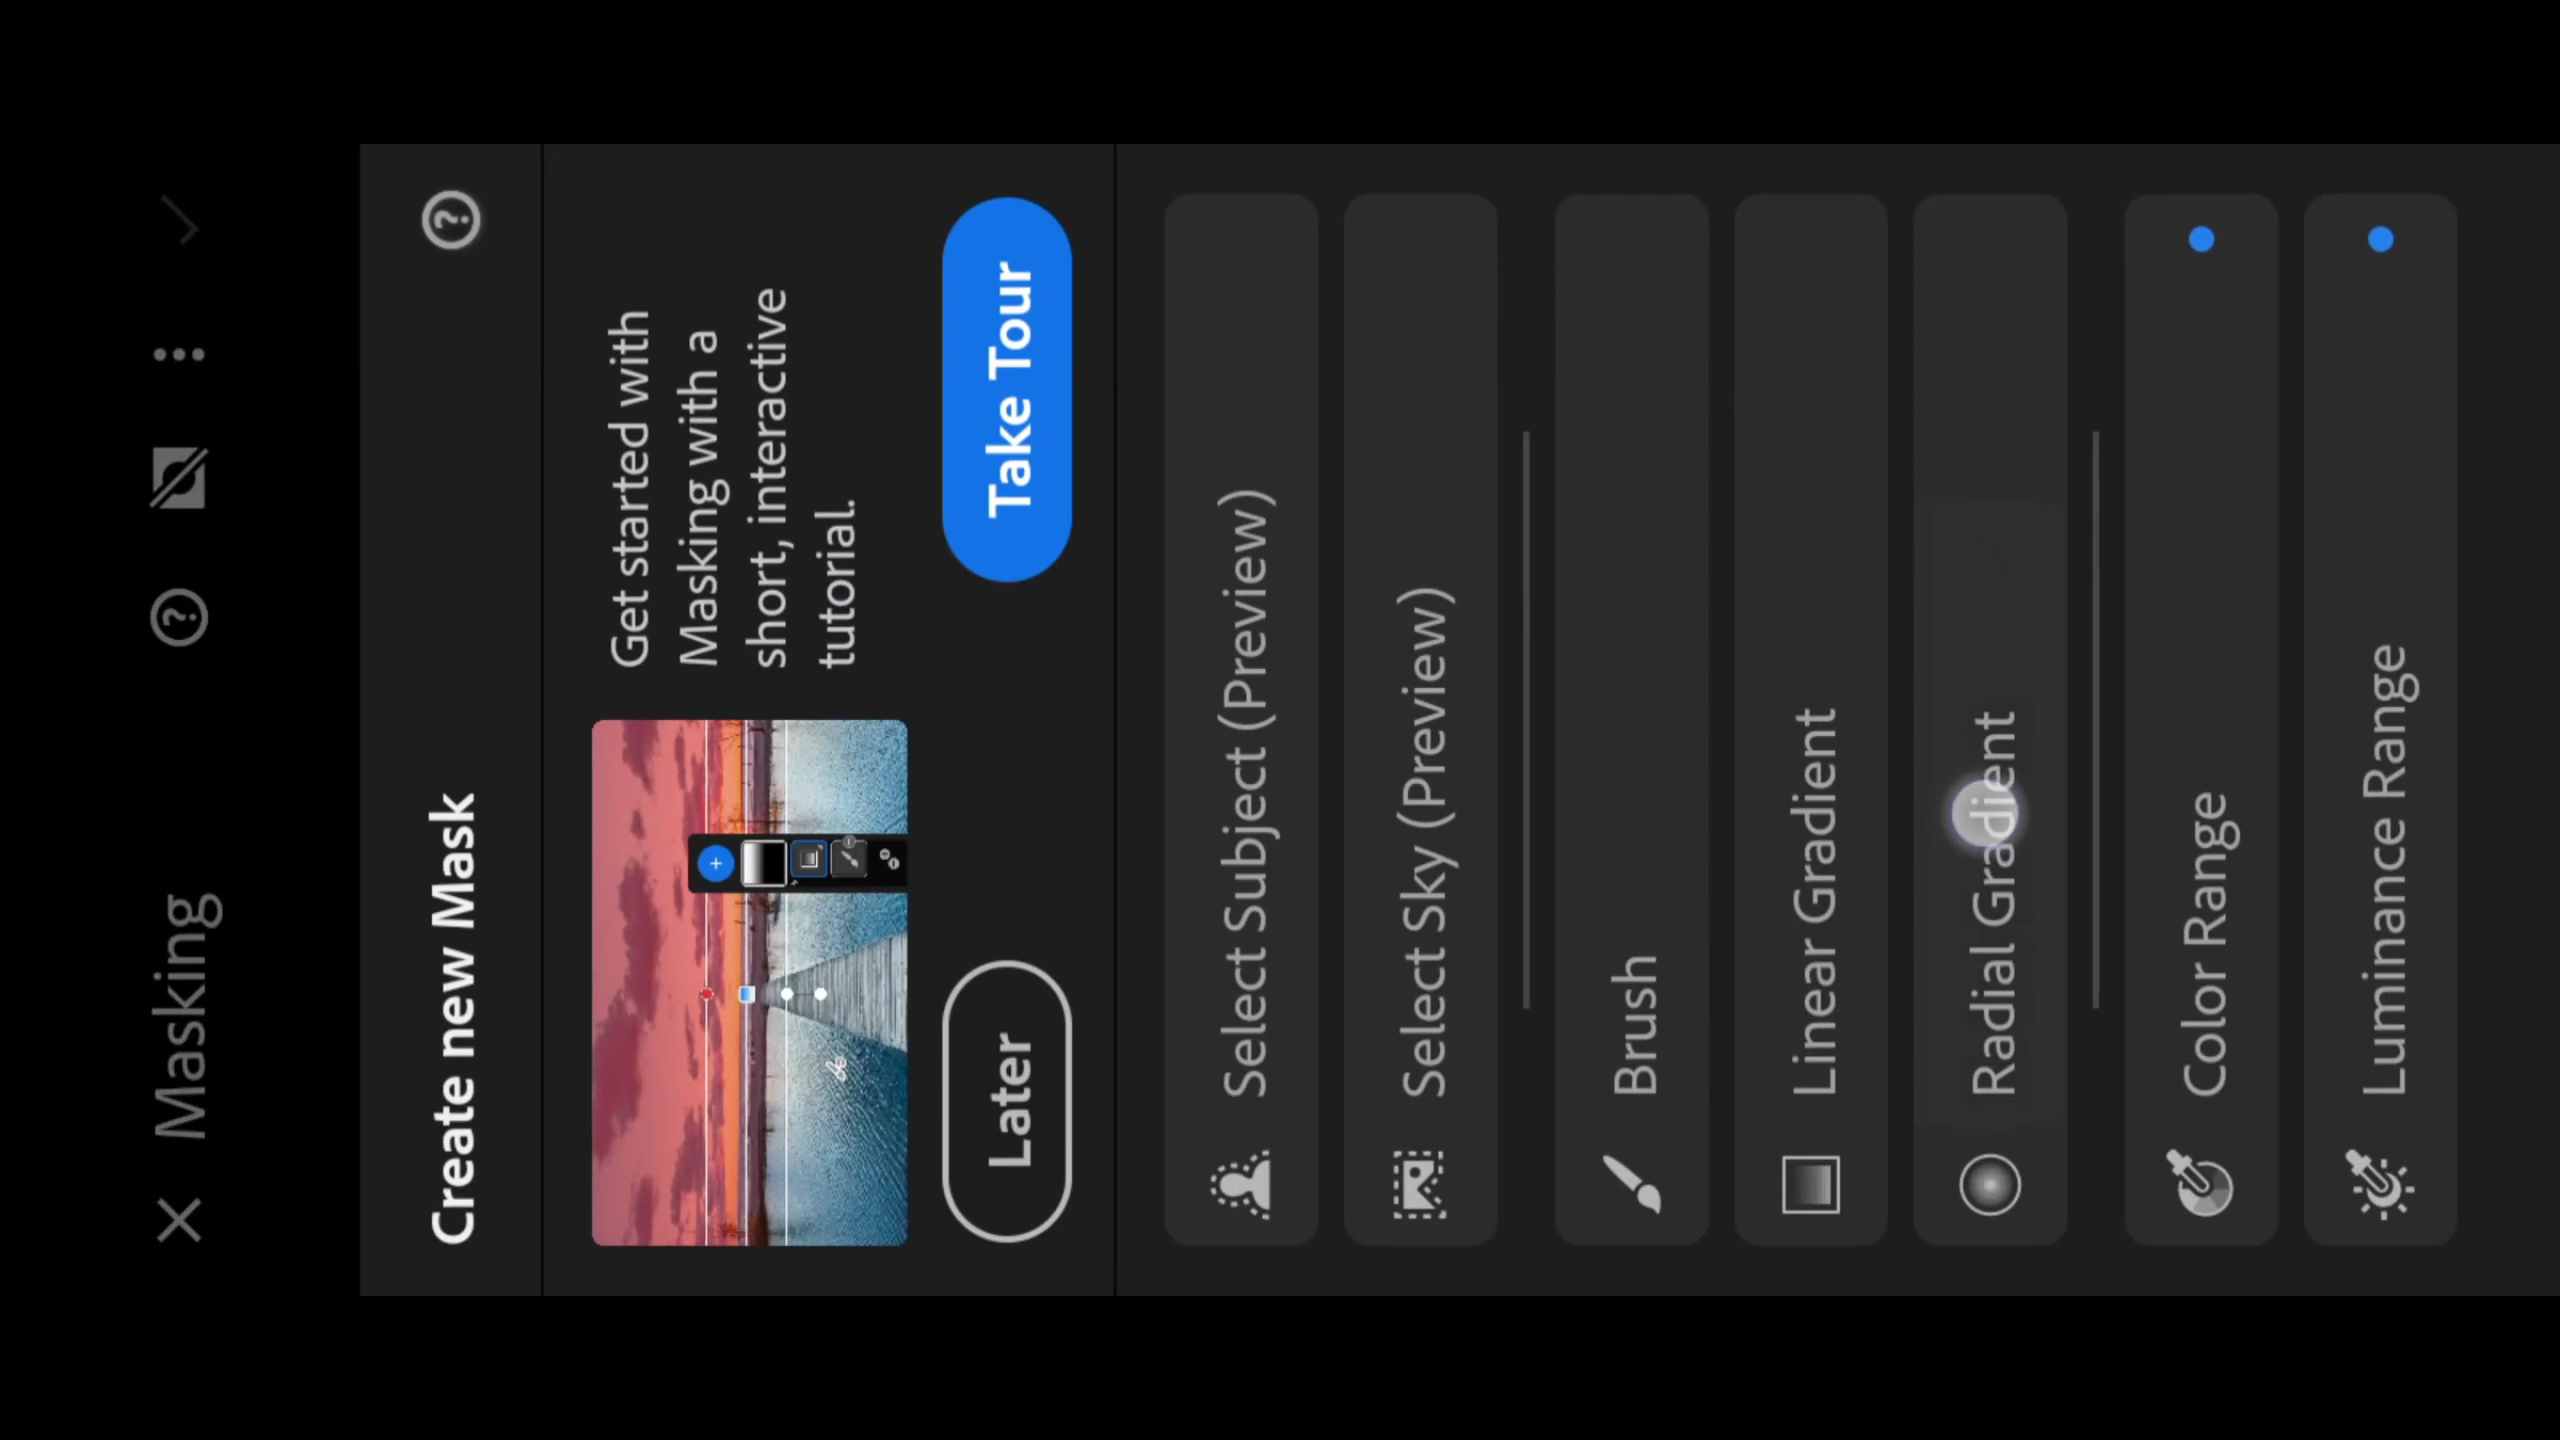 Masking
Create new Mask
Get started with
Masking with a
short, interactive
tutorial.
Later
Take Tour
Select Subject (Preview)
Select Sky (Preview)
Brush
Linear Gradient
Radial Gradient
Color Range
Luminance Range